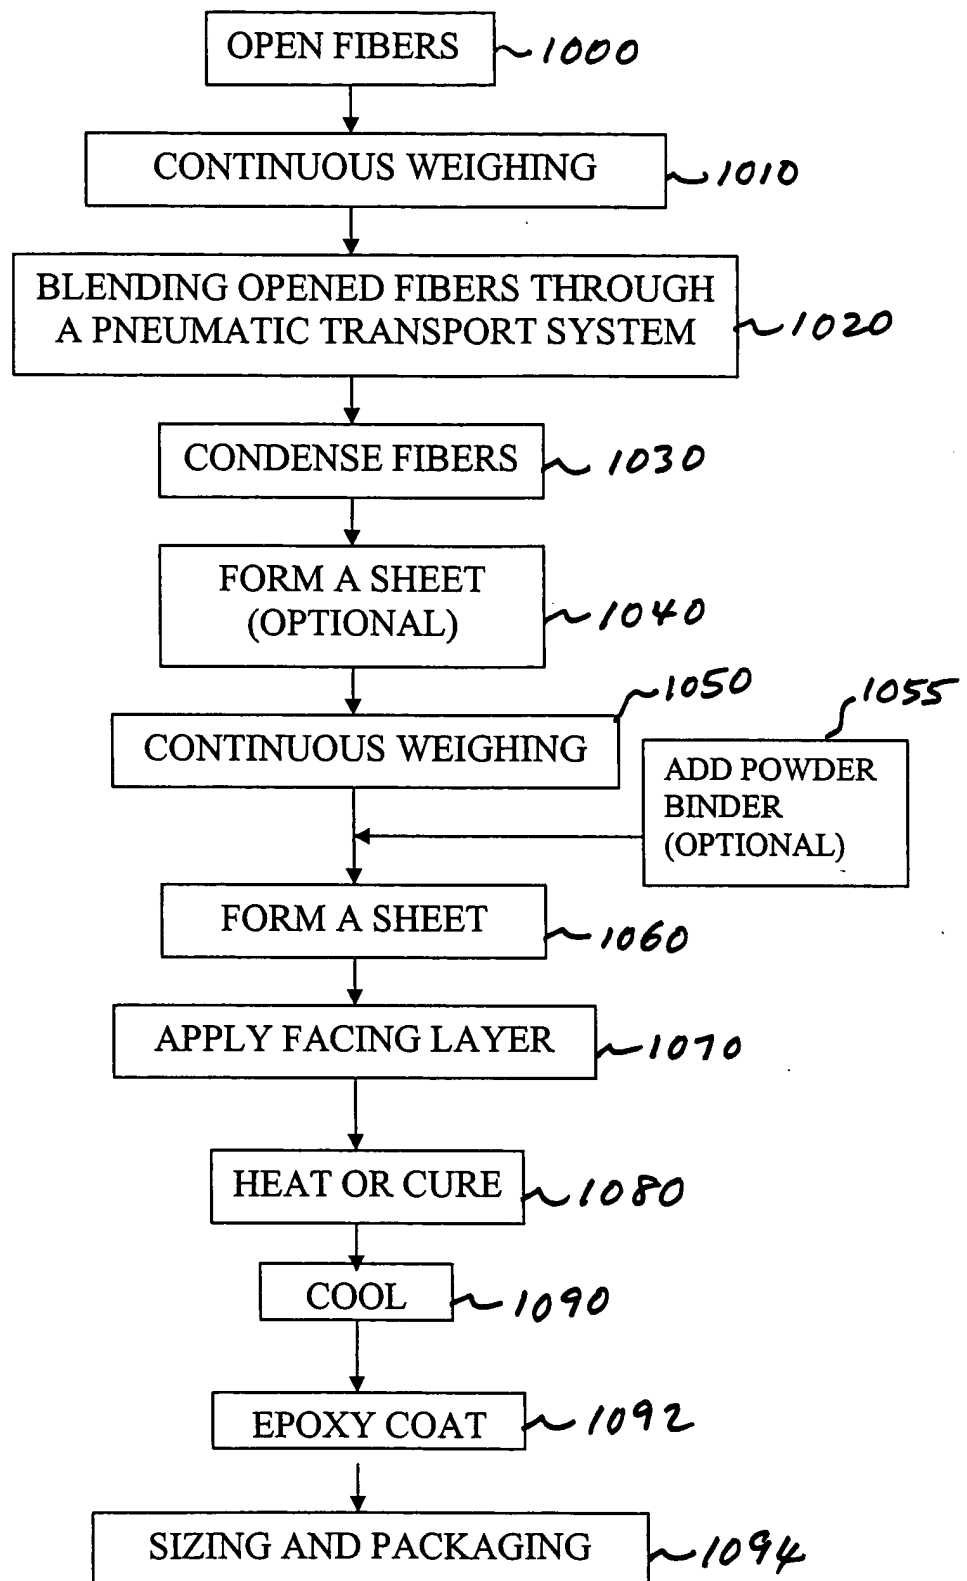 OPEN FIBERS
1000
CONTINUOUS WEIGHING
1010
BLENDING OPENED FIBERS THROUGH
A PNEUMATIC TRANSPORT SYSTEM
1020
CONDENSE FIBERS
1030
FORM A SHEET
(OPTIONAL)
1040
CONTINUOUS WEIGHING
1050
1055
ADD POWDER
BINDER
(OPTIONAL)
FORM A SHEET
1060
APPLY FACING LAYER
1070
HEAT OR CURE
1080
COOL
1090
EPOXY COAT
1092
SIZING AND PACKAGING
1094